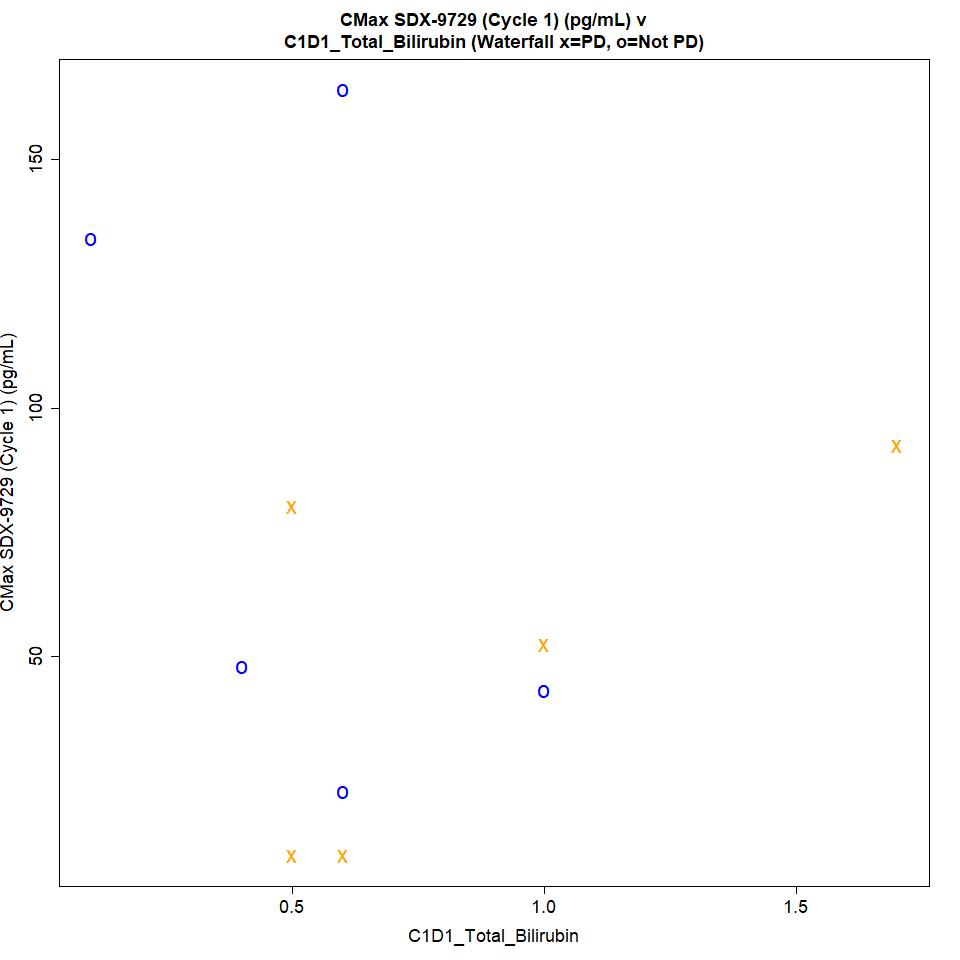 CMax SDX-9729 (Cycle 1) (pg/mL) v
C1D1_Total_Bilirubin (Waterfall x=PD, o=Not PD)
CMax SDX-9729 (Cycle 1) (pg/mL)
150
100
50
o
o
x
x
x
o
o
o
x
x
0.5
1.0
1.5
C1D1_Total_Bilirubin